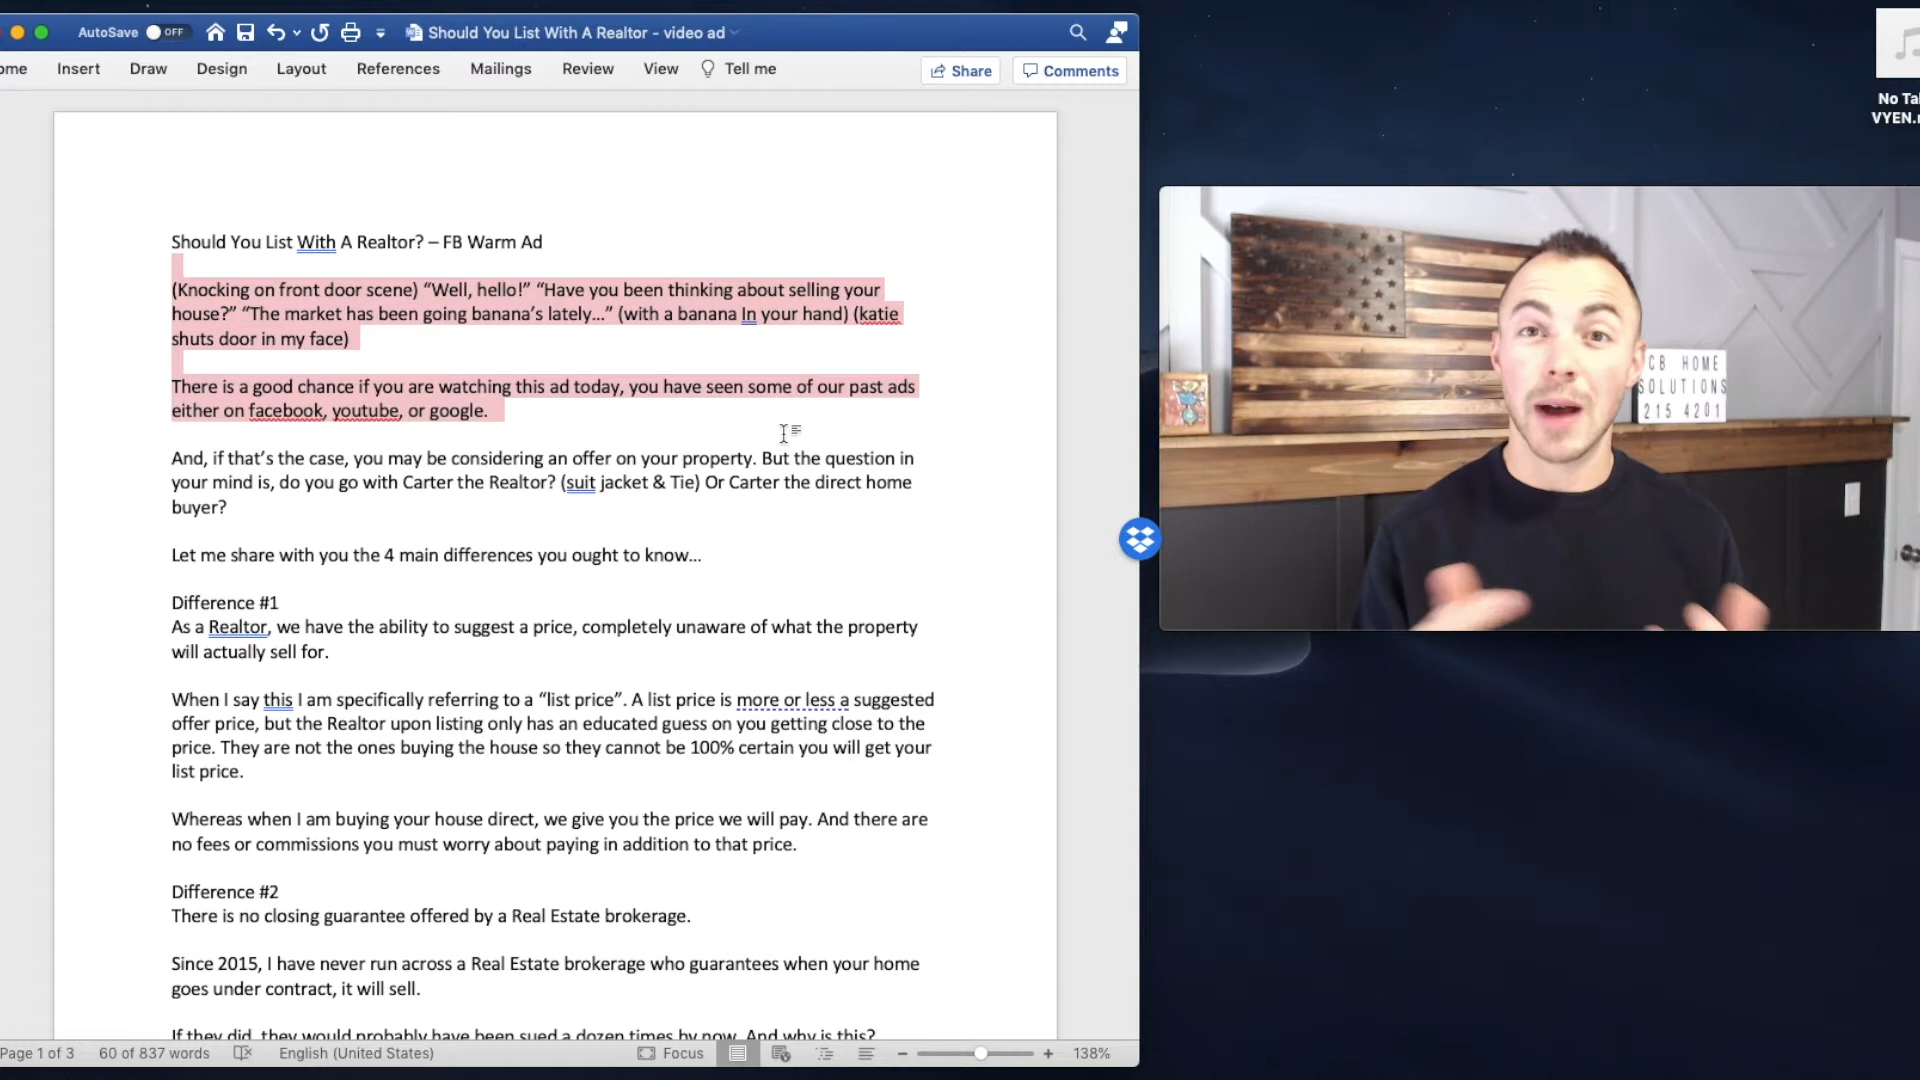 AutoSave OFF Should You List With A Realtor - video ad
ome Insert Draw Design Layout References Mailings Review View Tell me Share Comments
Should You List With A Realtor? – FB Warm Ad
(Knocking on front door scene) “Well, hello!” “Have you been thinking about selling your
house?” “The market has been going banana’s lately…” (with a banana In your hand) (katie
shuts door in my face)
There is a good chance if you are watching this ad today, you have seen some of our past ads
either on facebook, youtube, or google.
And, if that’s the case, you may be considering an offer on your property. But the question in
your mind is, do you go with Carter the Realtor? (suit jacket & Tie) Or Carter the direct home
buyer?
Let me share with you the 4 main differences you ought to know…
Difference #1
As a Realtor, we have the ability to suggest a price, completely unaware of what the property
will actually sell for.
When I say this I am specifically referring to a “list price”. A list price is more or less a suggested
offer price, but the Realtor upon listing only has an educated guess on you getting close to the
price. They are not the ones buying the house so they cannot be 100% certain you will get your
list price.
Whereas when I am buying your house direct, we give you the price we will pay. And there are
no fees or commissions you must worry about paying in addition to that price.
Difference #2
There is no closing guarantee offered by a Real Estate brokerage.
Since 2015, I have never run across a Real Estate brokerage who guarantees when your home
goes under contract, it will sell.
If they did, they would probably have been sued a dozen times by now. And why is this?
Page 1 of 3 60 of 837 words English (United States) Focus 138%
No Ta
VYEN.
CB HOME
SOLUTIONS
215 4201